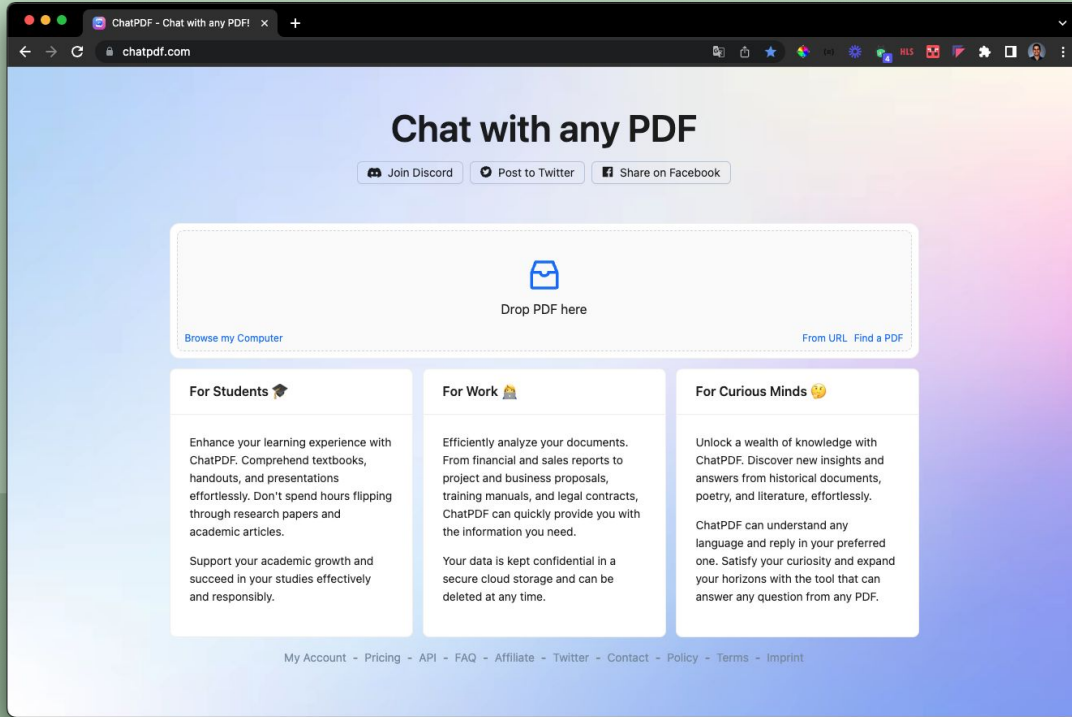 ChatPDF - Chat with any PDF!
chatpdf.com
4
HLS
Chat with any PDF
Join Discord
Post to Twitter
Share on Facebook
Drop PDF here
Browse my Computer
From URL Find a PDF
For Students 🎓
Enhance your learning experience with
ChatPDF. Comprehend textbooks,
handouts, and presentations
effortlessly. Don't spend hours flipping
through research papers and
academic articles.
Support your academic growth and
succeed in your studies effectively
and responsibly.
For Work 👩‍💻
Efficiently analyze your documents.
From financial and sales reports to
project and business proposals,
training manuals, and legal contracts,
ChatPDF can quickly provide you with
the information you need.
Your data is kept confidential in a
secure cloud storage and can be
deleted at any time.
For Curious Minds 🤔
Unlock a wealth of knowledge with
ChatPDF. Discover new insights and
answers from historical documents,
poetry, and literature, effortlessly.
ChatPDF can understand any
language and reply in your preferred
one. Satisfy your curiosity and expand
your horizons with the tool that can
answer any question from any PDF.
My Account - Pricing - API - FAQ - Affiliate - Twitter - Contact - Policy - Terms - Imprint